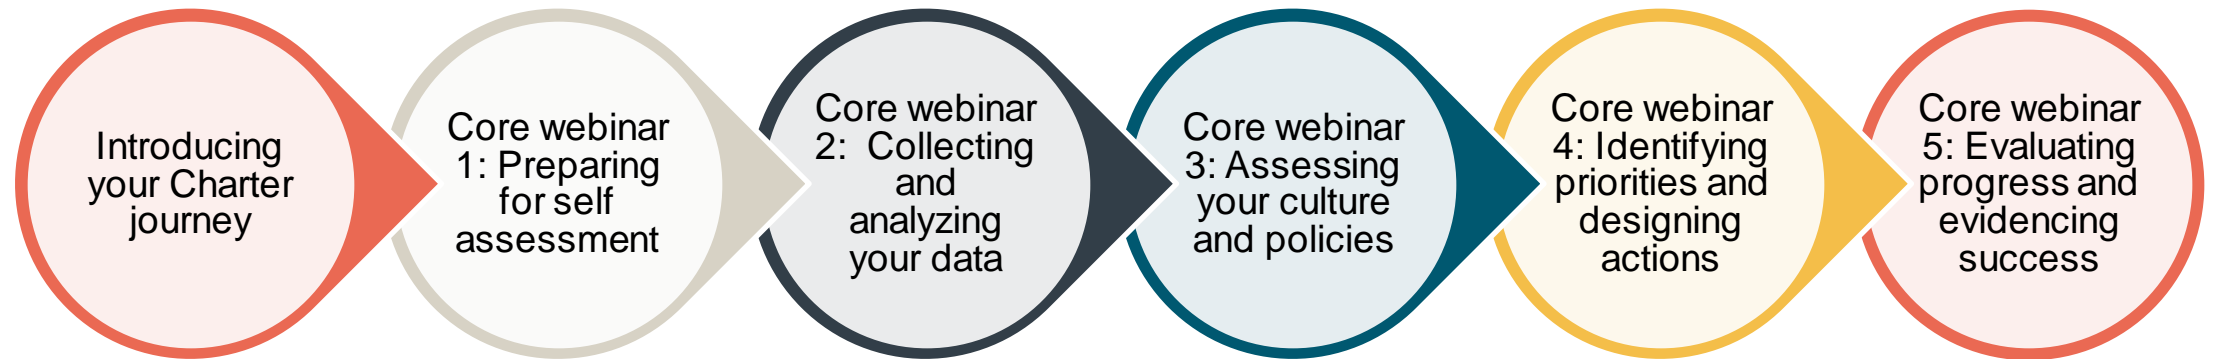 Introducing
your Charter
journey
Core webinar
1: Preparing
for self
assessment
Core webinar
2:  Collecting
and
analyzing
your data
Core webinar
3: Assessing
your culture
and policies
Core webinar
4: Identifying
priorities and
designing
actions
Core webinar
5: Evaluating
progress and
evidencing
success